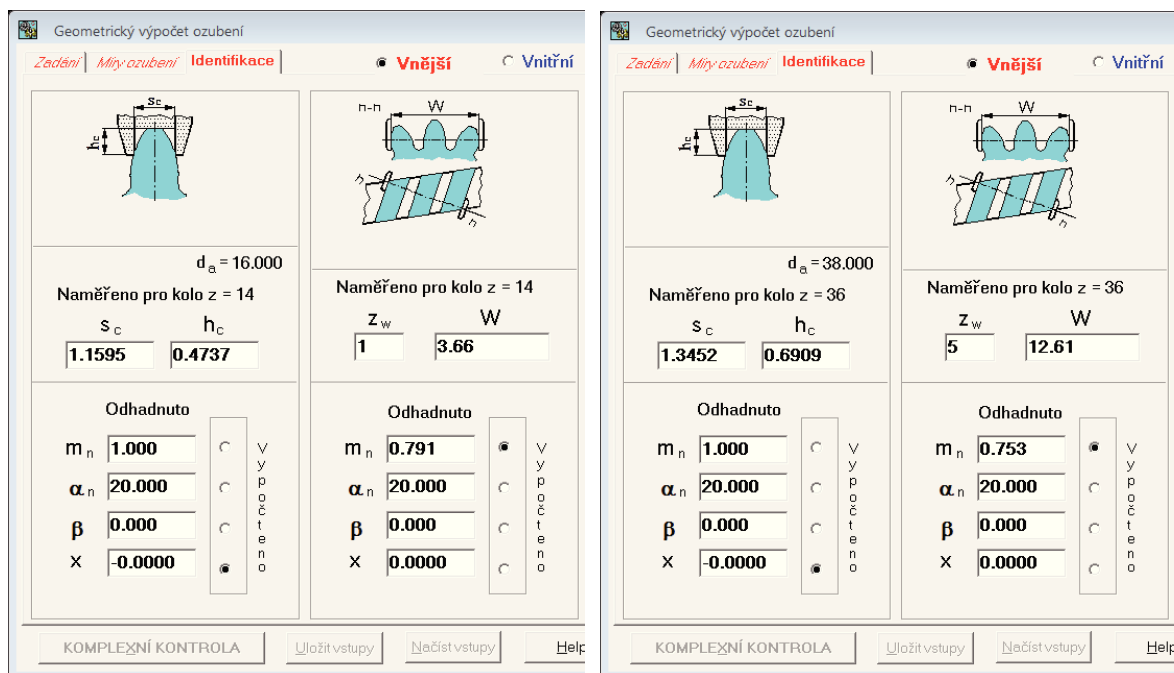 Geometrický výpočet ozubení
Zadání Míry ozubení Identifikace Vnější Vnitřní
sc
hc
n-n W
n
n
da = 16.000
Naměřeno pro kolo z = 14
sc hc
1.1595 0.4737
Naměřeno pro kolo z = 14
zw W
1 3.66
Odhadnuto
mn 1.000
αn 20.000
β 0.000
x -0.0000
Vypočteno
Odhadnuto
mn 0.791
αn 20.000
β 0.000
x 0.0000
Vypočteno
KOMPLEXNÍ KONTROLA Uložit vstupy Načíst vstupy Help
Geometrický výpočet ozubení
Zadání Míry ozubení Identifikace Vnější Vnitřní
sc
hc
n-n W
n
n
da = 38.000
Naměřeno pro kolo z = 36
sc hc
1.3452 0.6909
Naměřeno pro kolo z = 36
zw W
5 12.61
Odhadnuto
mn 1.000
αn 20.000
β 0.000
x -0.0000
Vypočteno
Odhadnuto
mn 0.753
αn 20.000
β 0.000
x 0.0000
Vypočteno
KOMPLEXNÍ KONTROLA Uložit vstupy Načíst vstupy Help